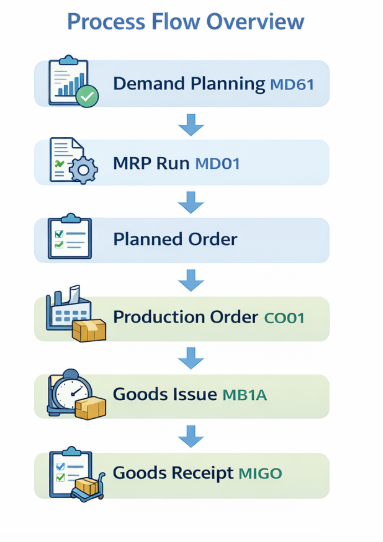 Process Flow Overview
Demand Planning MD61
MRP Run MD01
Planned Order
Production Order CO01
Goods Issue MB1A
Goods Receipt MIGO